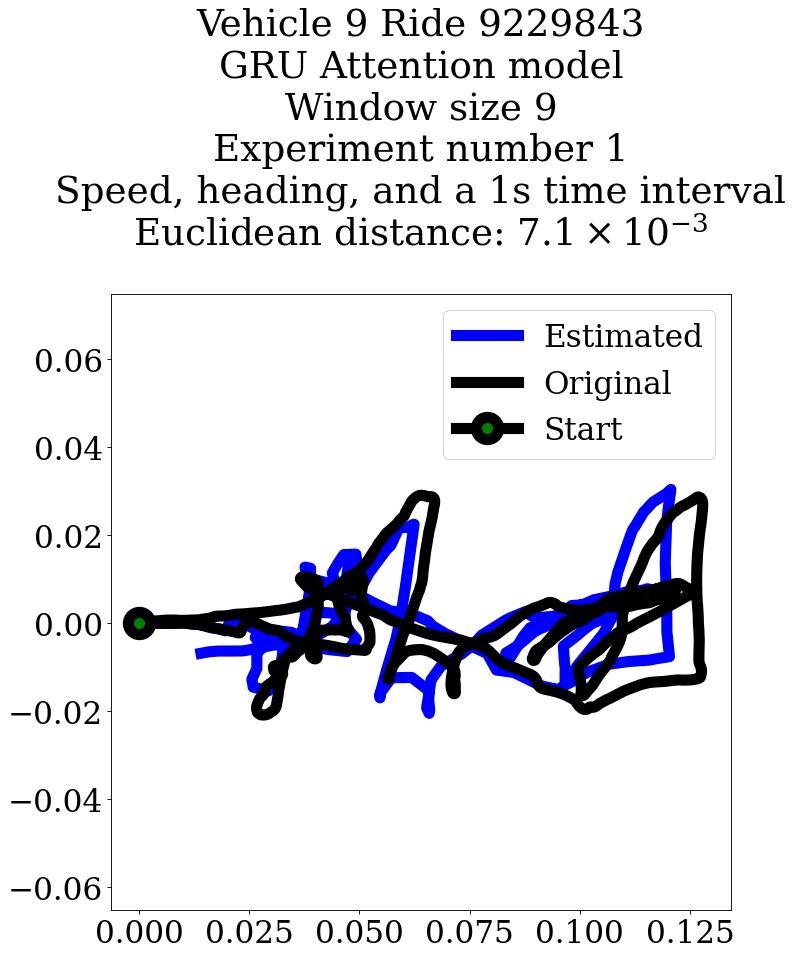 Vehicle 9 Ride 9229843
GRU Attention model
Window size 9
Experiment number 1
Speed, heading, and a 1s time interval
Euclidean distance: 7.1 × 10⁻³
Estimated
Original
Start
0.06
0.04
0.02
0.00
−0.02
−0.04
−0.06
0.000 0.025 0.050 0.075 0.100 0.125